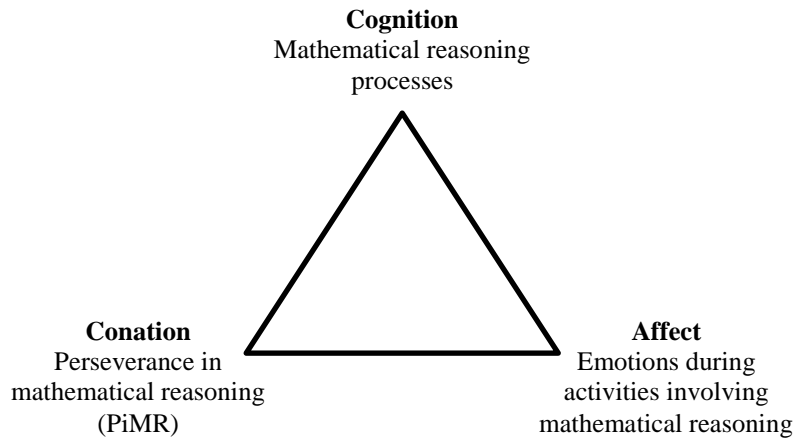 Cognition
Mathematical reasoning
processes
Conation
Perseverance in
mathematical reasoning
(PiMR)
Affect
Emotions during
activities involving
mathematical reasoning